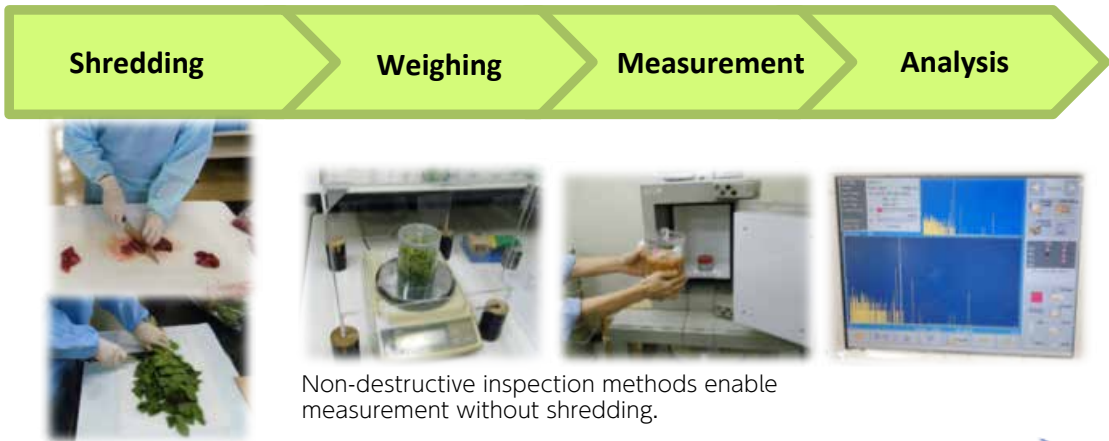 Shredding
Weighing
Measurement
Analysis
Non-destructive inspection methods enable
measurement without shredding.